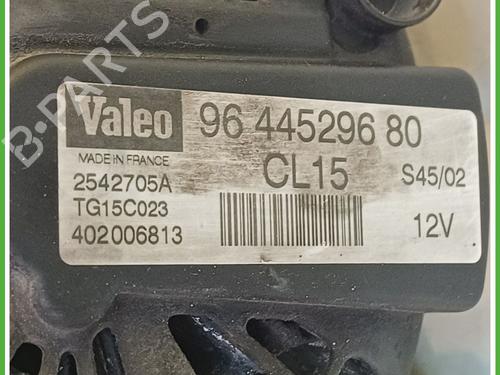 Valeo 96 445296 80
MADE IN FRANCE CL15 S45/02
2542705A
TG15C023 12V
402006813
B-PARTS